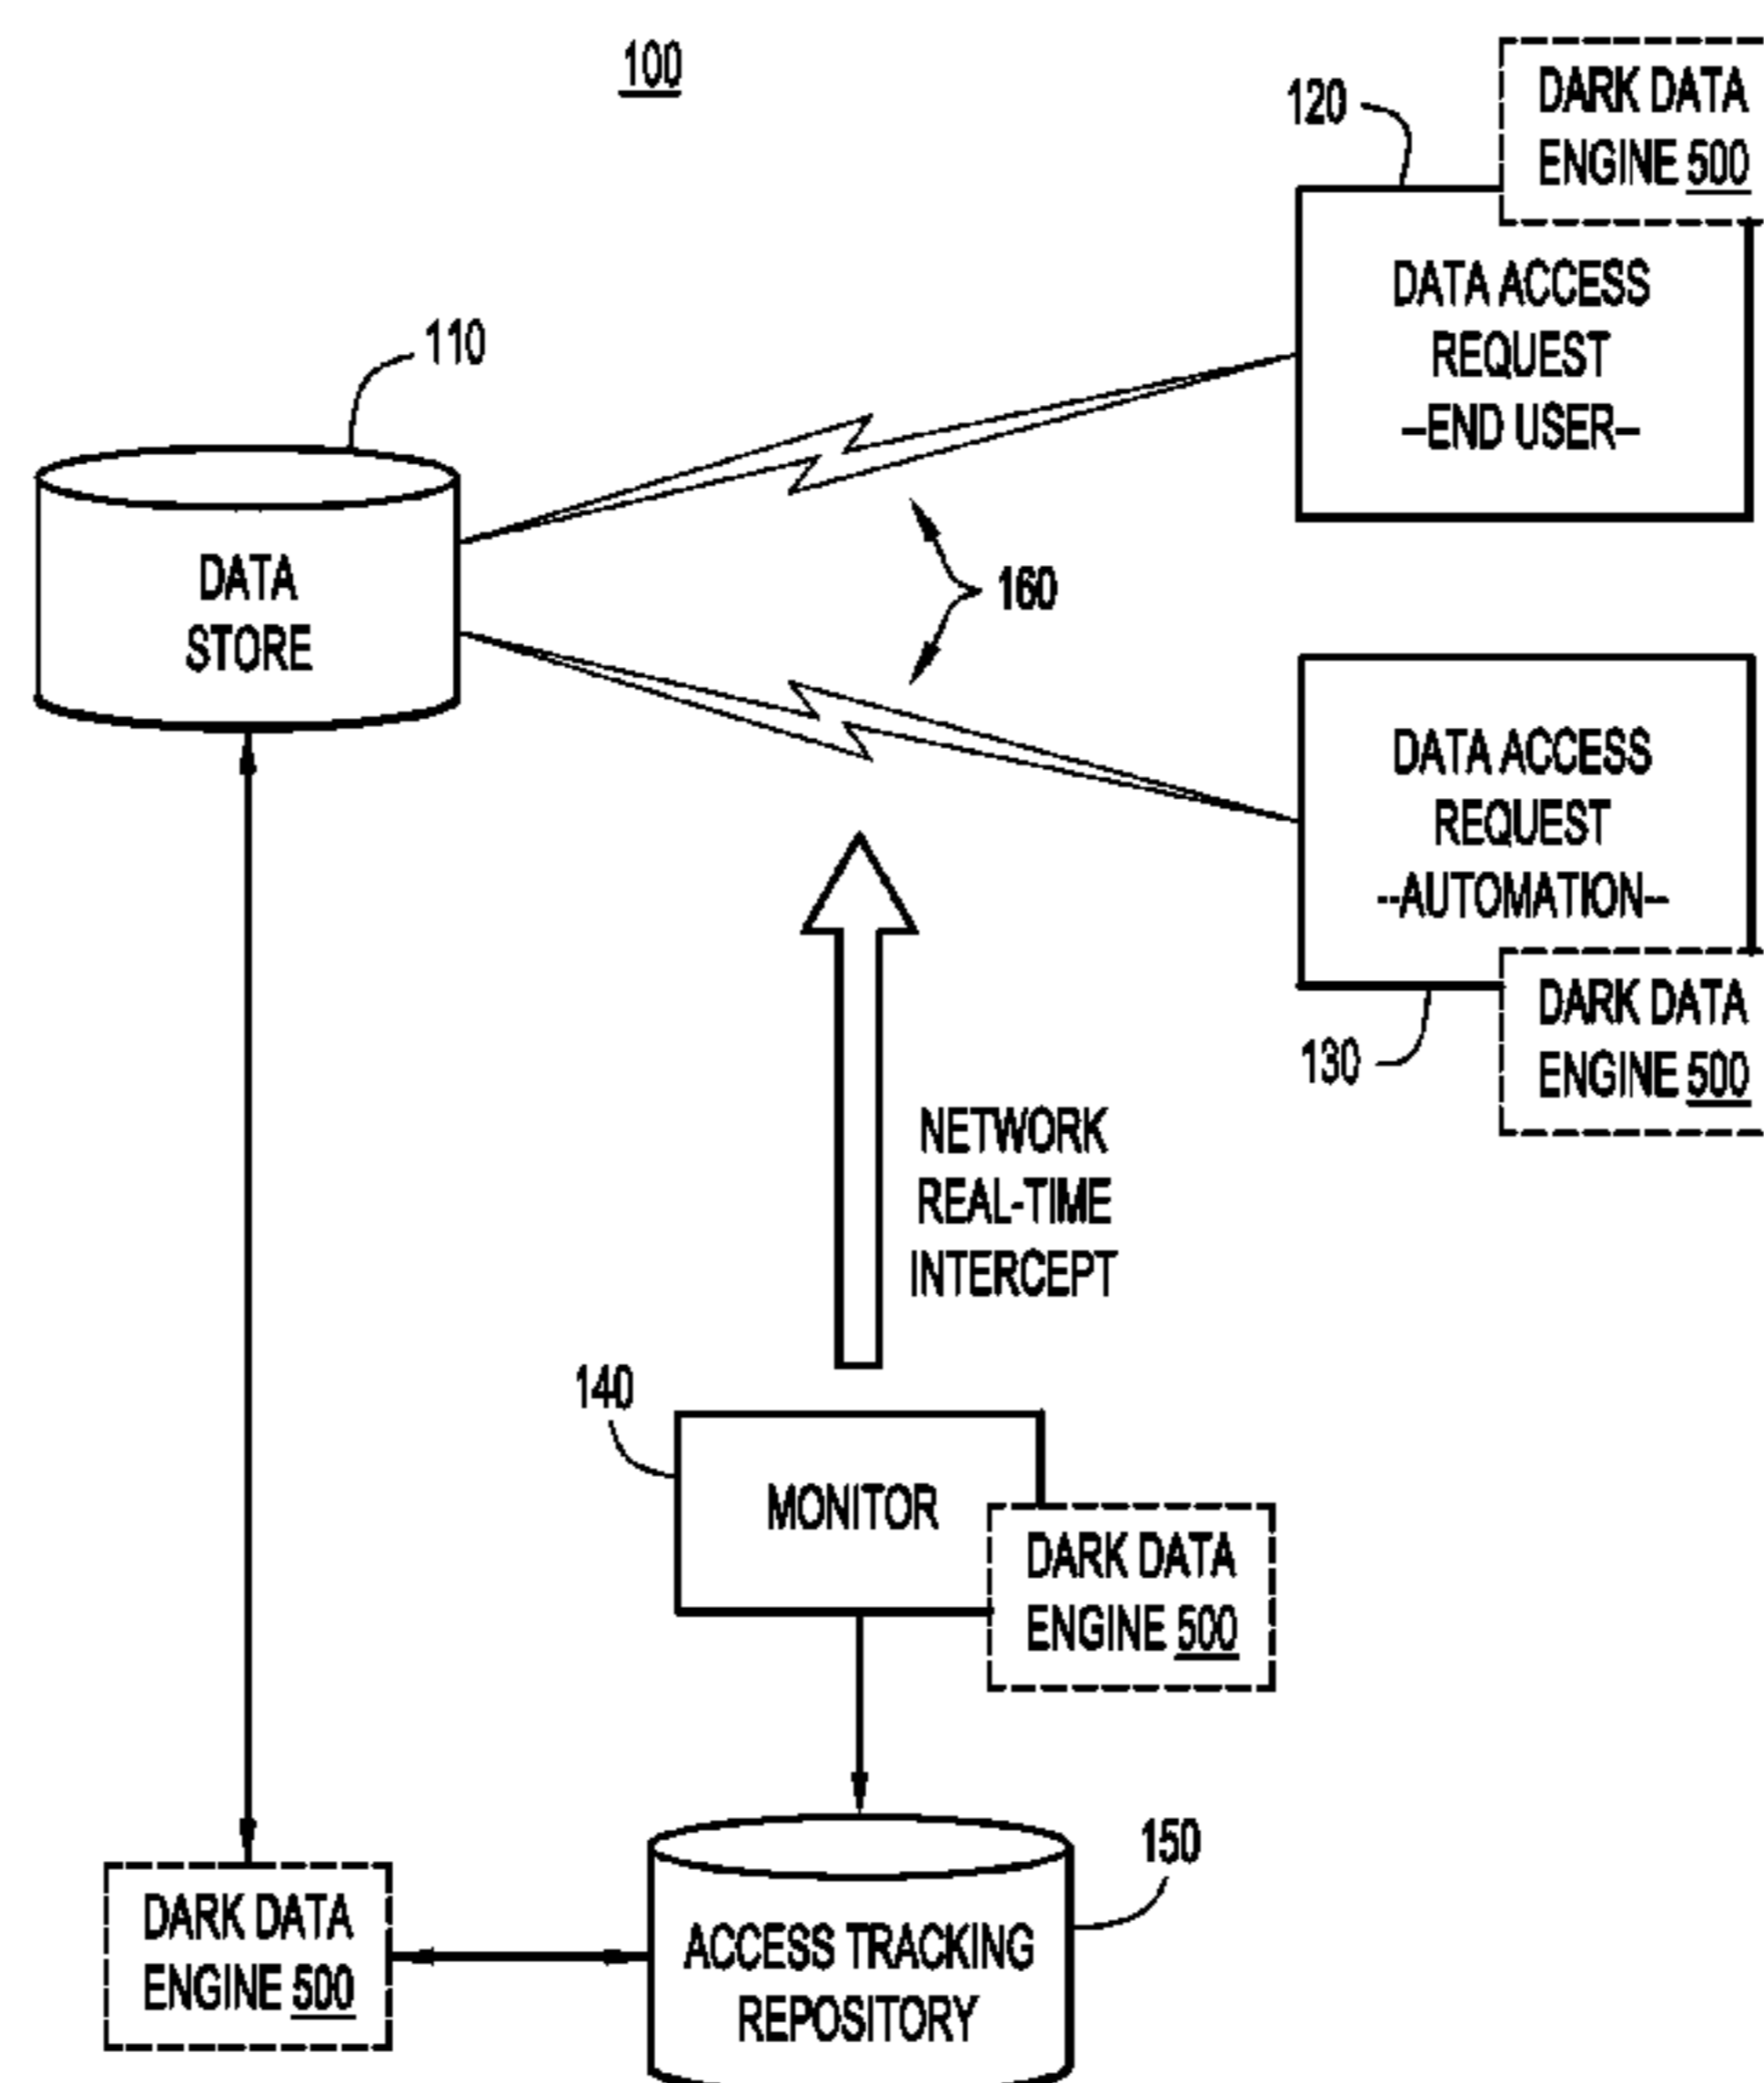 100
120
DARK DATA
ENGINE 500
DATA ACCESS
REQUEST
--END USER--
110
DATA
STORE
160
DATA ACCESS
REQUEST
--AUTOMATION--
130
DARK DATA
ENGINE 500
NETWORK
REAL-TIME
INTERCEPT
140
MONITOR
DARK DATA
ENGINE 500
150
DARK DATA
ENGINE 500
ACCESS TRACKING
REPOSITORY